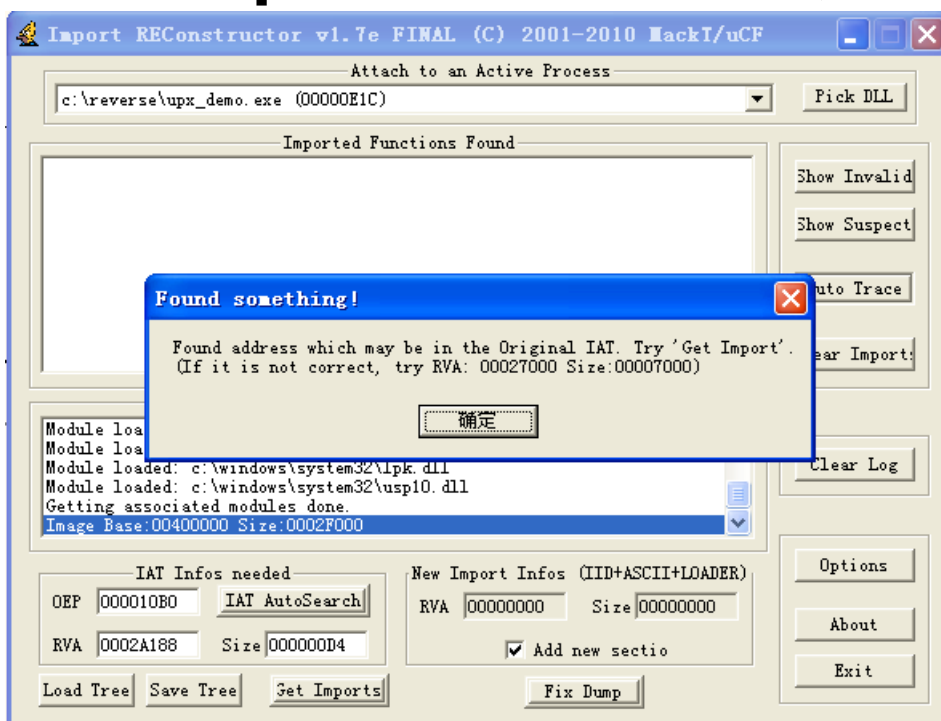 Import REConstructor v1.7e FINAL (C) 2001-2010 MackT/uCF
Attach to an Active Process
c:\reverse\upx_demo.exe (00000E1C)
Pick DLL
Imported Functions Found
Show Invalid
Show Suspect
uto Trace
ear Import:
Found something!
Found address which may be in the Original IAT. Try 'Get Import'.
(If it is not correct, try RVA: 00027000 Size:00007000)
确定
Module loa
Module loa
Module loaded: c:\windows\system32\lpk.dll
Module loaded: c:\windows\system32\usp10.dll
Getting associated modules done.
Image Base:00400000 Size:0002F000
Clear Log
IAT Infos needed
OEP 000010B0 IAT AutoSearch
RVA 0002A188 Size 000000D4
New Import Infos (IID+ASCII+LOADER)
RVA 00000000 Size 00000000
Add new sectio
Options
About
Exit
Load Tree Save Tree Get Imports
Fix Dump